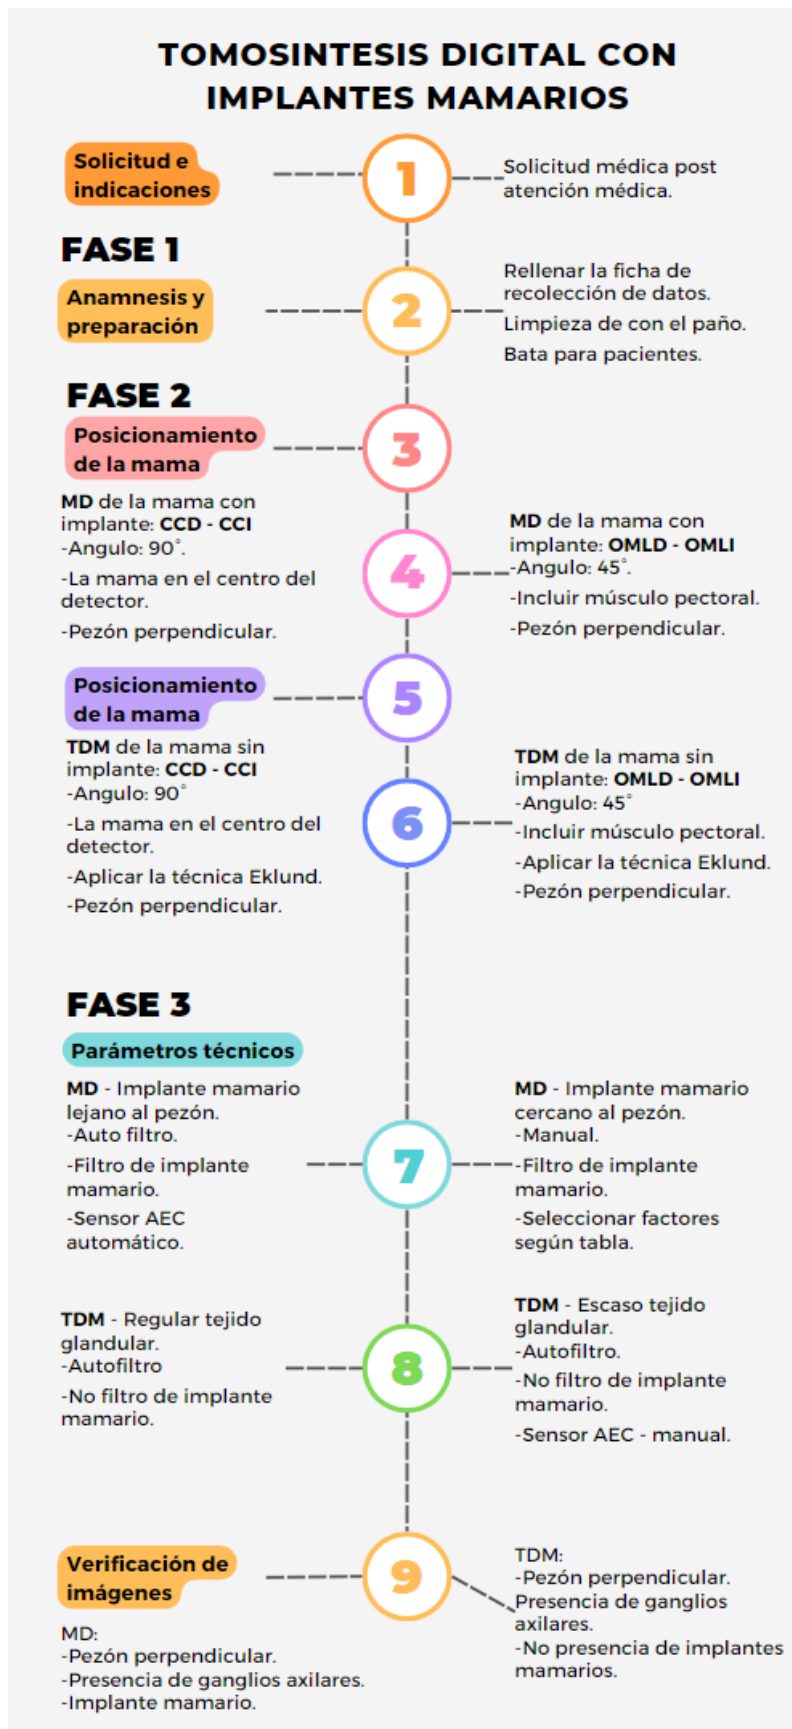 TOMOSINTESIS DIGITAL CON
IMPLANTES MAMARIOS
Solicitud e
indicaciones
1
Solicitud médica post
atención médica.
FASE 1
Anamnesis y
preparación
2
Rellenar la ficha de
recolección de datos.
Limpieza de con el paño.
Bata para pacientes.
FASE 2
Posicionamiento
de la mama
3
MD de la mama con
implante: CCD - CCI
-Angulo: 90°.
-La mama en el centro del
detector.
-Pezón perpendicular.
4
MD de la mama con
implante: OMLD - OMLI
-Angulo: 45°.
-Incluir músculo pectoral.
-Pezón perpendicular.
Posicionamiento
de la mama
5
TDM de la mama sin
implante: CCD - CCI
-Angulo: 90°
-La mama en el centro del
detector.
-Aplicar la técnica Eklund.
-Pezón perpendicular.
6
TDM de la mama sin
implante: OMLD - OMLI
-Angulo: 45°
-Incluir músculo pectoral.
-Aplicar la técnica Eklund.
-Pezón perpendicular.
FASE 3
Parámetros técnicos
MD - Implante mamario
lejano al pezón.
-Auto filtro.
-Filtro de implante
mamario.
-Sensor AEC
automático.
7
MD - Implante mamario
cercano al pezón.
-Manual.
-Filtro de implante
mamario.
-Seleccionar factores
según tabla.
TDM - Regular tejido
glandular.
-Autofiltro
-No filtro de implante
mamario.
8
TDM - Escaso tejido
glandular.
-Autofiltro.
-No filtro de implante
mamario.
-Sensor AEC - manual.
Verificación de
imágenes
9
MD:
-Pezón perpendicular.
-Presencia de ganglios axilares.
-Implante mamario.
TDM:
-Pezón perpendicular.
Presencia de ganglios
axilares.
-No presencia de implantes
mamarios.